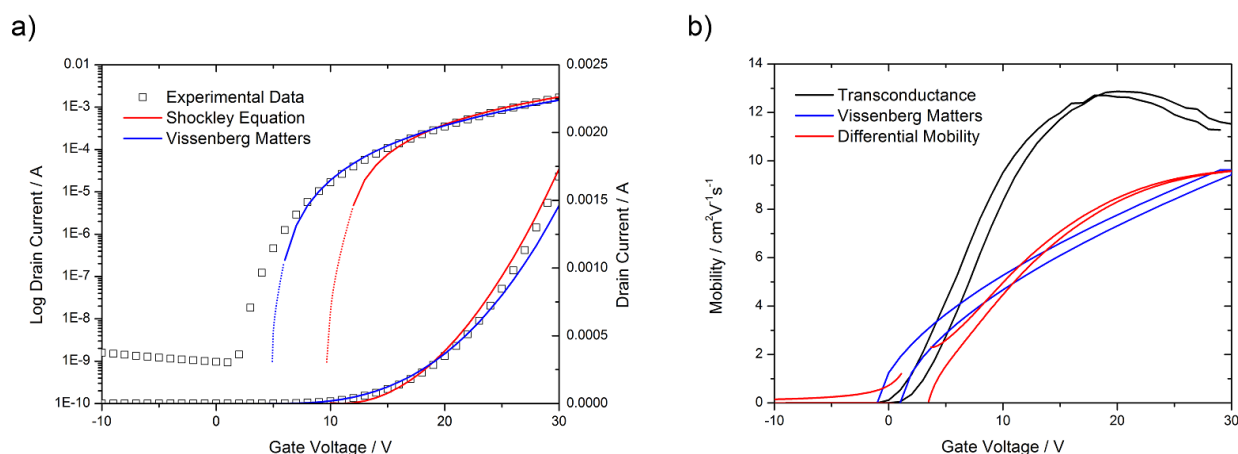 a)
0.01
1E-3
1E-4
1E-5
1E-6
1E-7
1E-8
1E-9
1E-10
Log Drain Current / A
Experimental Data
Shockley Equation
Vissenberg Matters
0.0025
0.0020
0.0015
0.0010
0.0005
0.0000
Drain Current / A
-10 0 10 20 30
Gate Voltage / V
b)
14
12
10
8
6
4
2
0
Mobility / cm²V⁻¹s⁻¹
Transconductance
Vissenberg Matters
Differential Mobility
-10 0 10 20 30
Gate Voltage / V